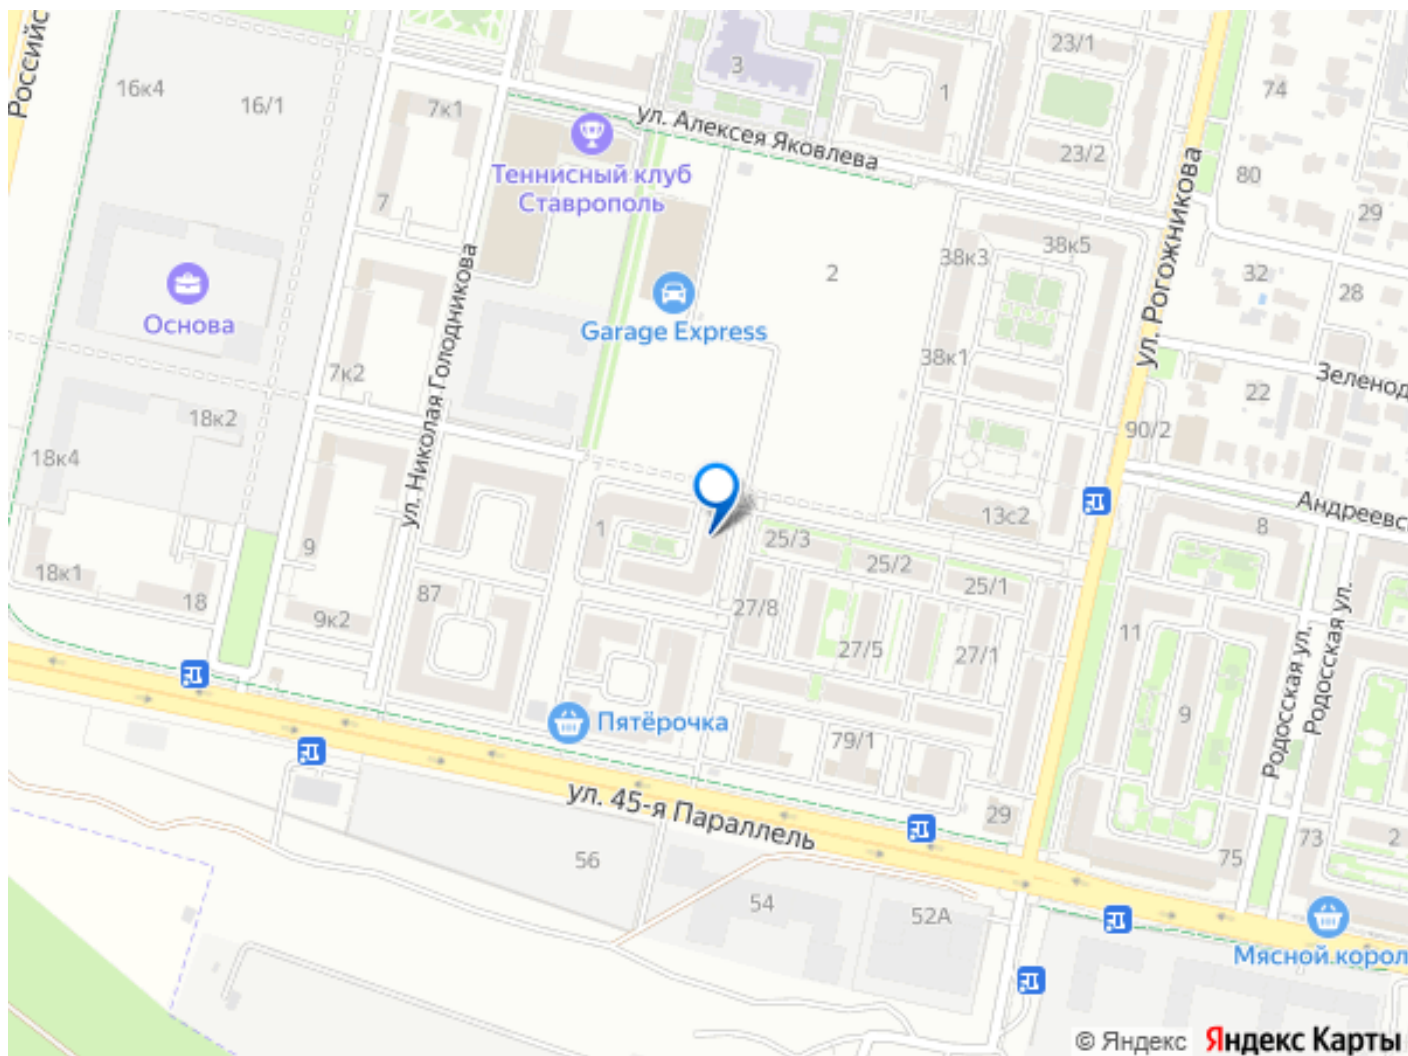 Российс
16к4
16/1
7к1
3
1
23/1
74
ул. Алексея Яковлева
23/2
Теннисный клуб
Ставрополь
7
80
29
ул. Рогожникова
38к3
38к5
2
32
28
Основа
Garage Express
ул. Николая Голодникова
7к2
38к1
Зеленод
22
18к2
90/2
18к4
Андреевс
13с2
8
1
25/3
9
25/2
18к1
25/1
87
18
27/8
9к2
11
Родосская ул.
Родосская ул.
27/5
27/1
9
Пятёрочка
79/1
ул. 45-я Параллель
29
73
2
75
56
54
52А
Мясной корол
© Яндекс Яндекс Карты